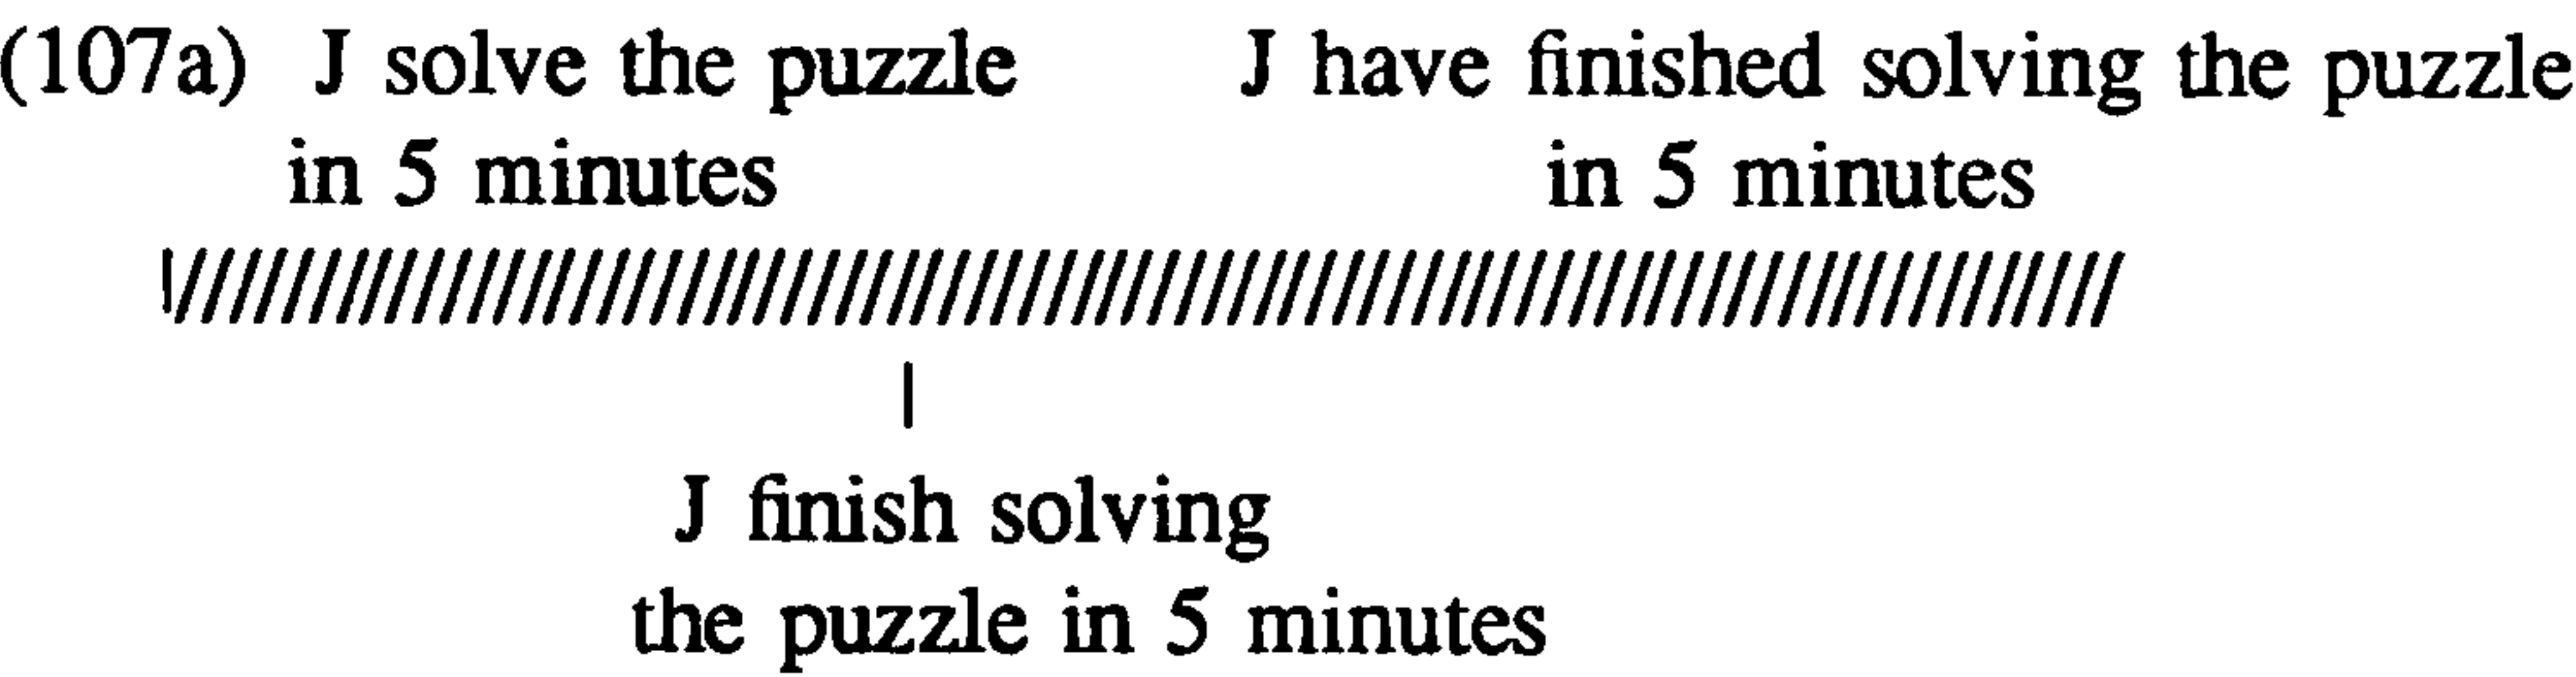 (107a) J solve the puzzle J have finished solving the puzzle
in 5 minutes in 5 minutes
J finish solving
the puzzle in 5 minutes